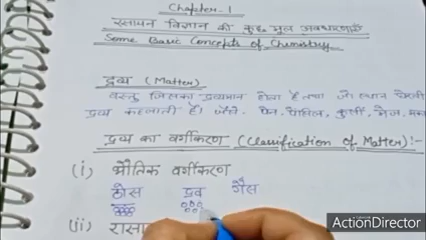 Chapter-1
रसायन विज्ञान की कुछ मूल अवधारणाएँ
Some Basic Concepts of Chemistry
द्रव्य (Matter)
वस्तु जिसका द्रव्यमान होता है तथा जो स्थान घेरती
द्रव्य कहलाती है। जैसे- पेन, पेन्सिल, कुर्सी, मेज,
द्रव्य का वर्गीकरण (Classification of Matter):-
(i) भौतिक वर्गीकरण
ठोस द्रव गैस
(ii) रासा
ActionDirector